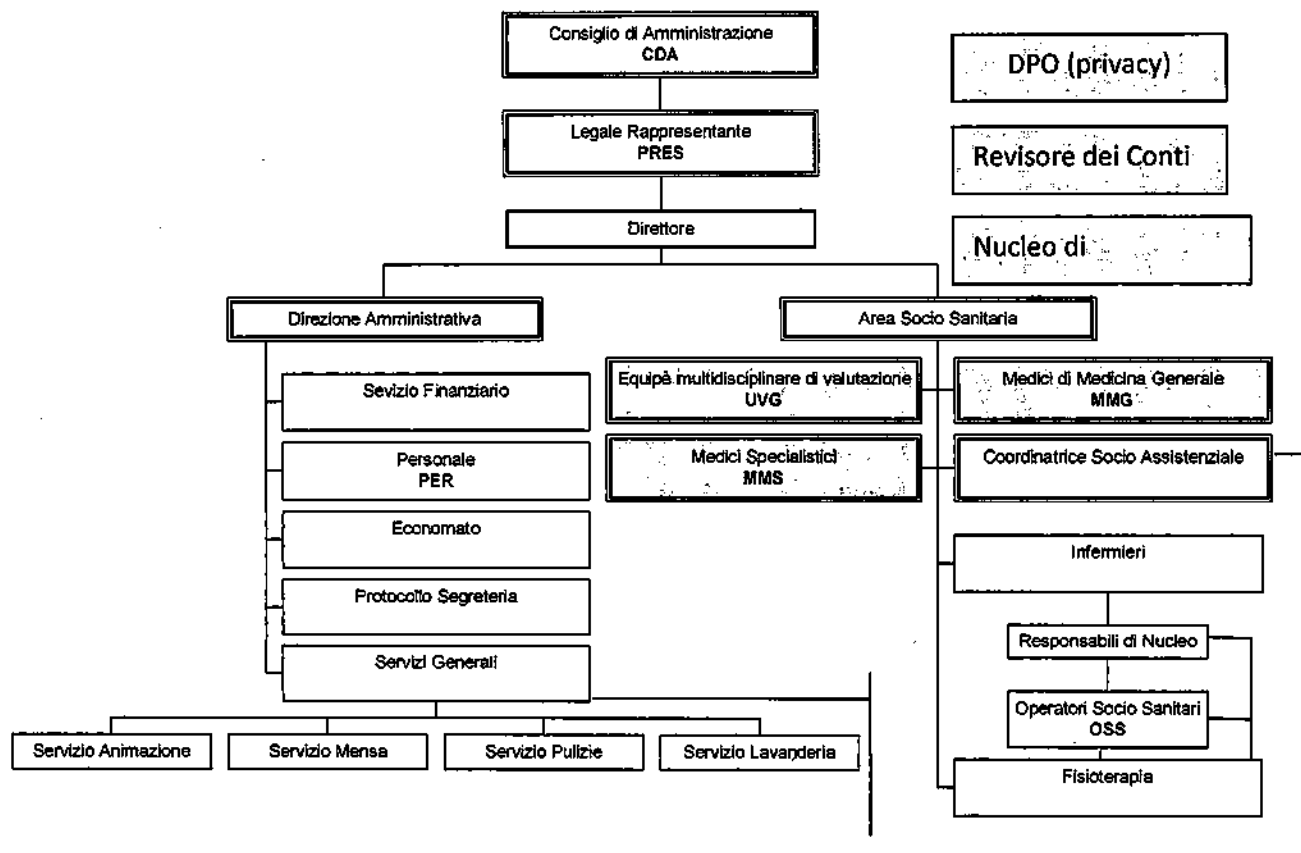 Consiglio di Amministrazione
CDA
DPO (privacy)
Legale Rappresentante
PRES
Revisore dei Conti
Direttore
Nucleo di
Direzione Amministrativa
Area Socio Sanitaria
Sevizio Finanziario
Equipè multidisciplinare di valutazione
UVG
Medici di Medicina Generale
MMG
Personale
PER
Medici Specialistici
MMS
Coordinatrice Socio Assistenziale
Economato
Infermieri
Protocollo Segreteria
Responsabili di Nucleo
Servizi Generali
Operatori Socio Sanitari
OSS
Servizio Animazione
Servizio Mensa
Servizio Pulizie
Servizio Lavanderia
Fisioterapia